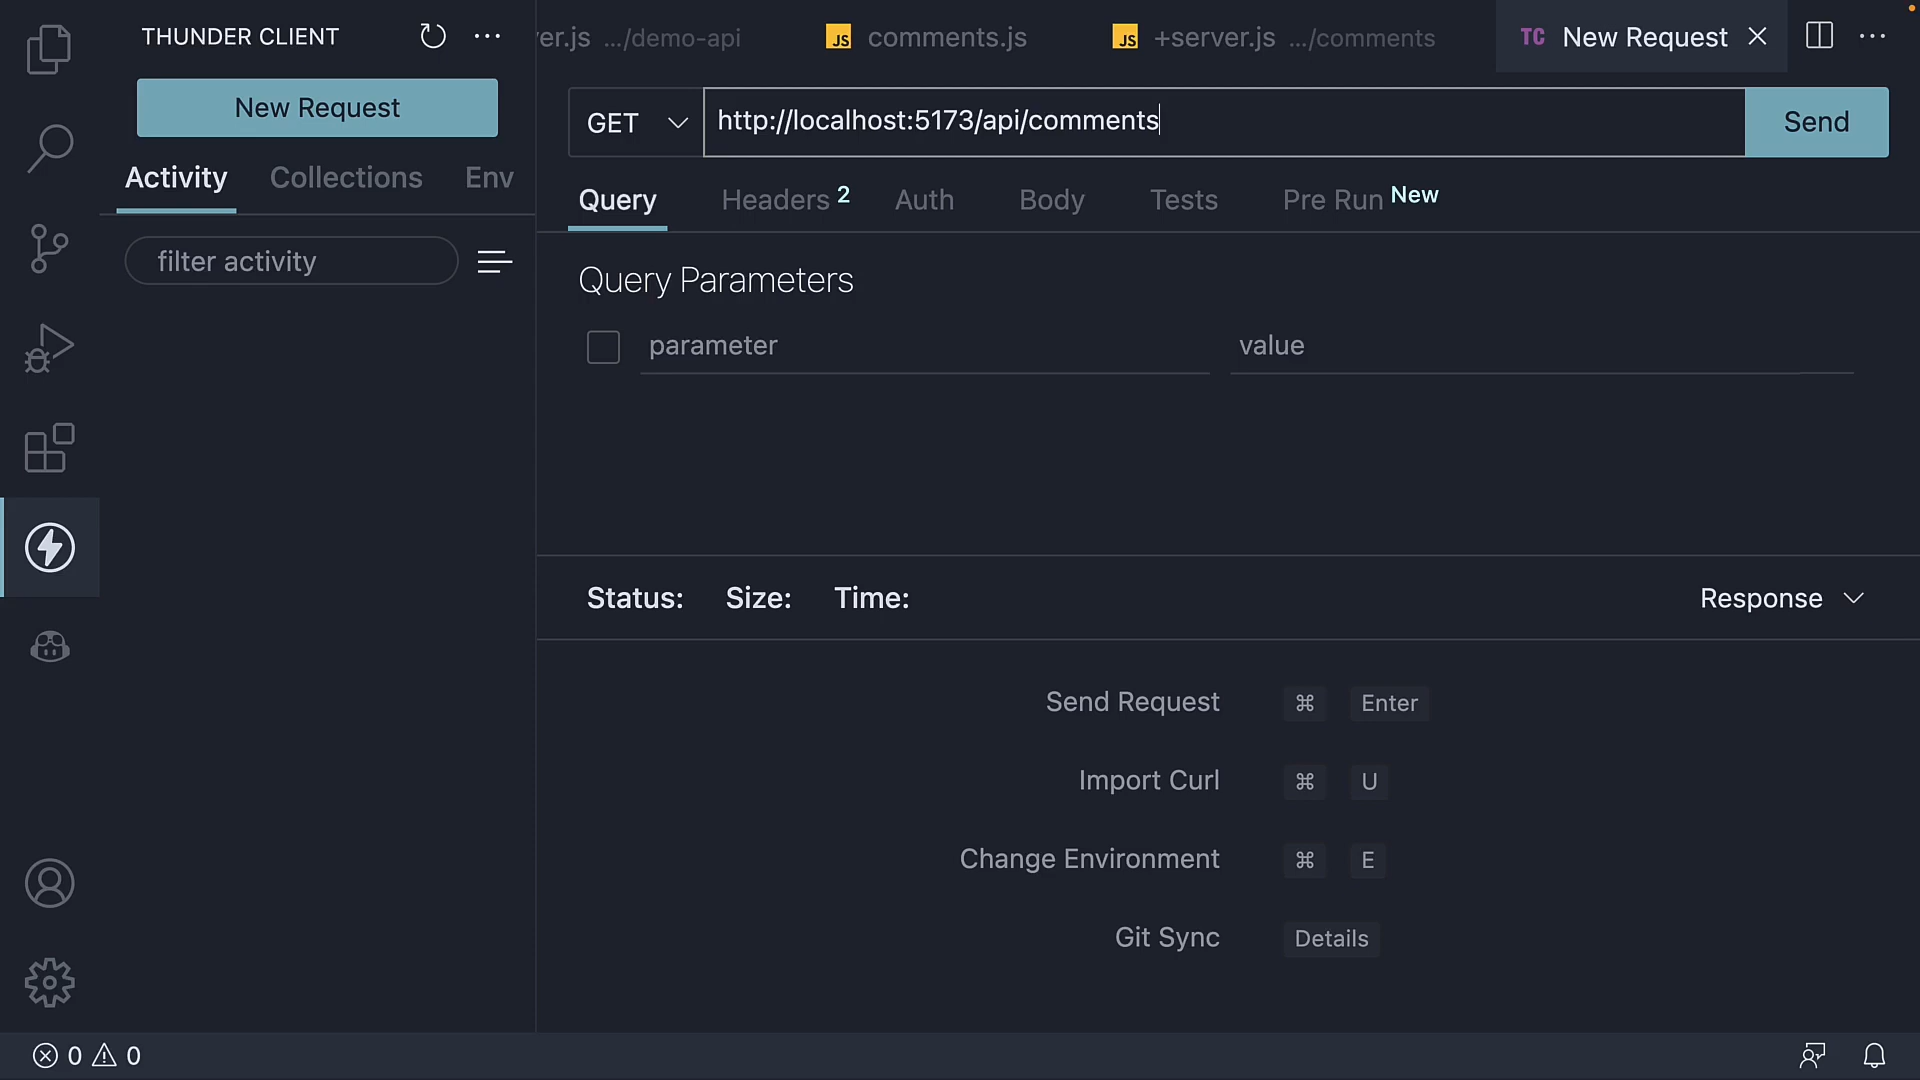 THUNDER CLIENT
New Request
Activity Collections Env
filter activity
er.js .../demo-api
JS comments.js
JS +server.js .../comments
TC New Request
GET http://localhost:5173/api/comments Send
Query Headers 2 Auth Body Tests Pre Run New
Query Parameters
parameter value
Status: Size: Time: Response
Send Request ⌘ Enter
Import Curl ⌘ U
Change Environment ⌘ E
Git Sync Details
0 0